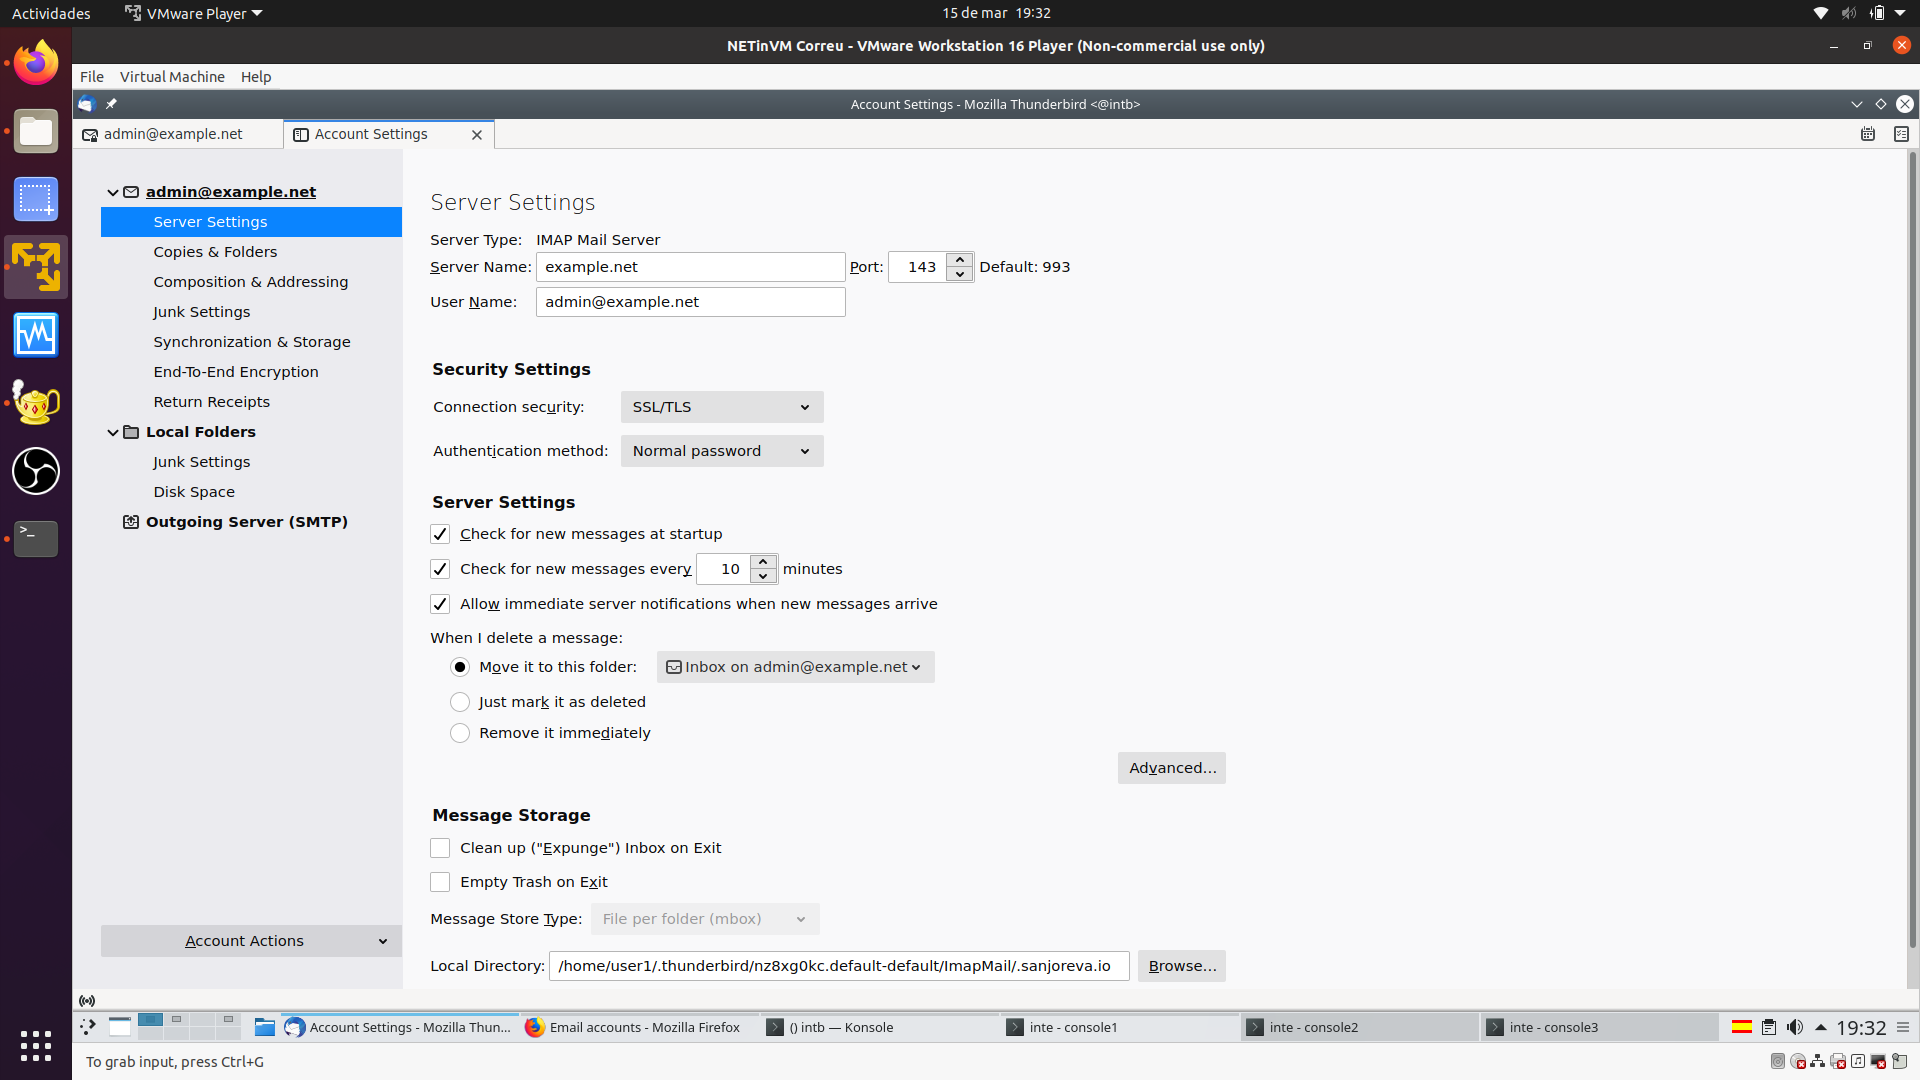 Actividades
VMware Player
15 de mar 19:32
NETinVM Correu - VMware Workstation 16 Player (Non-commercial use only)
File Virtual Machine Help
Account Settings - Mozilla Thunderbird <@intb>
admin@example.net
Account Settings
admin@example.net
Server Settings
Copies & Folders
Composition & Addressing
Junk Settings
Synchronization & Storage
End-To-End Encryption
Return Receipts
Local Folders
Junk Settings
Disk Space
Outgoing Server (SMTP)
Account Actions
Server Settings
Server Type: IMAP Mail Server
Server Name: example.net Port: 143 Default: 993
User Name: admin@example.net
Security Settings
Connection security: SSL/TLS
Authentication method: Normal password
Server Settings
Check for new messages at startup
Check for new messages every 10 minutes
Allow immediate server notifications when new messages arrive
When I delete a message:
Move it to this folder: Inbox on admin@example.net
Just mark it as deleted
Remove it immediately
Advanced...
Message Storage
Clean up ("Expunge") Inbox on Exit
Empty Trash on Exit
Message Store Type: File per folder (mbox)
Local Directory: /home/user1/.thunderbird/nz8xg0kc.default-default/ImapMail/.sanjoreva.io Browse...
Account Settings - Mozilla Thun...
Email accounts - Mozilla Firefox
() intb — Konsole
inte - console1
inte - console2
inte - console3
19:32
To grab input, press Ctrl+G